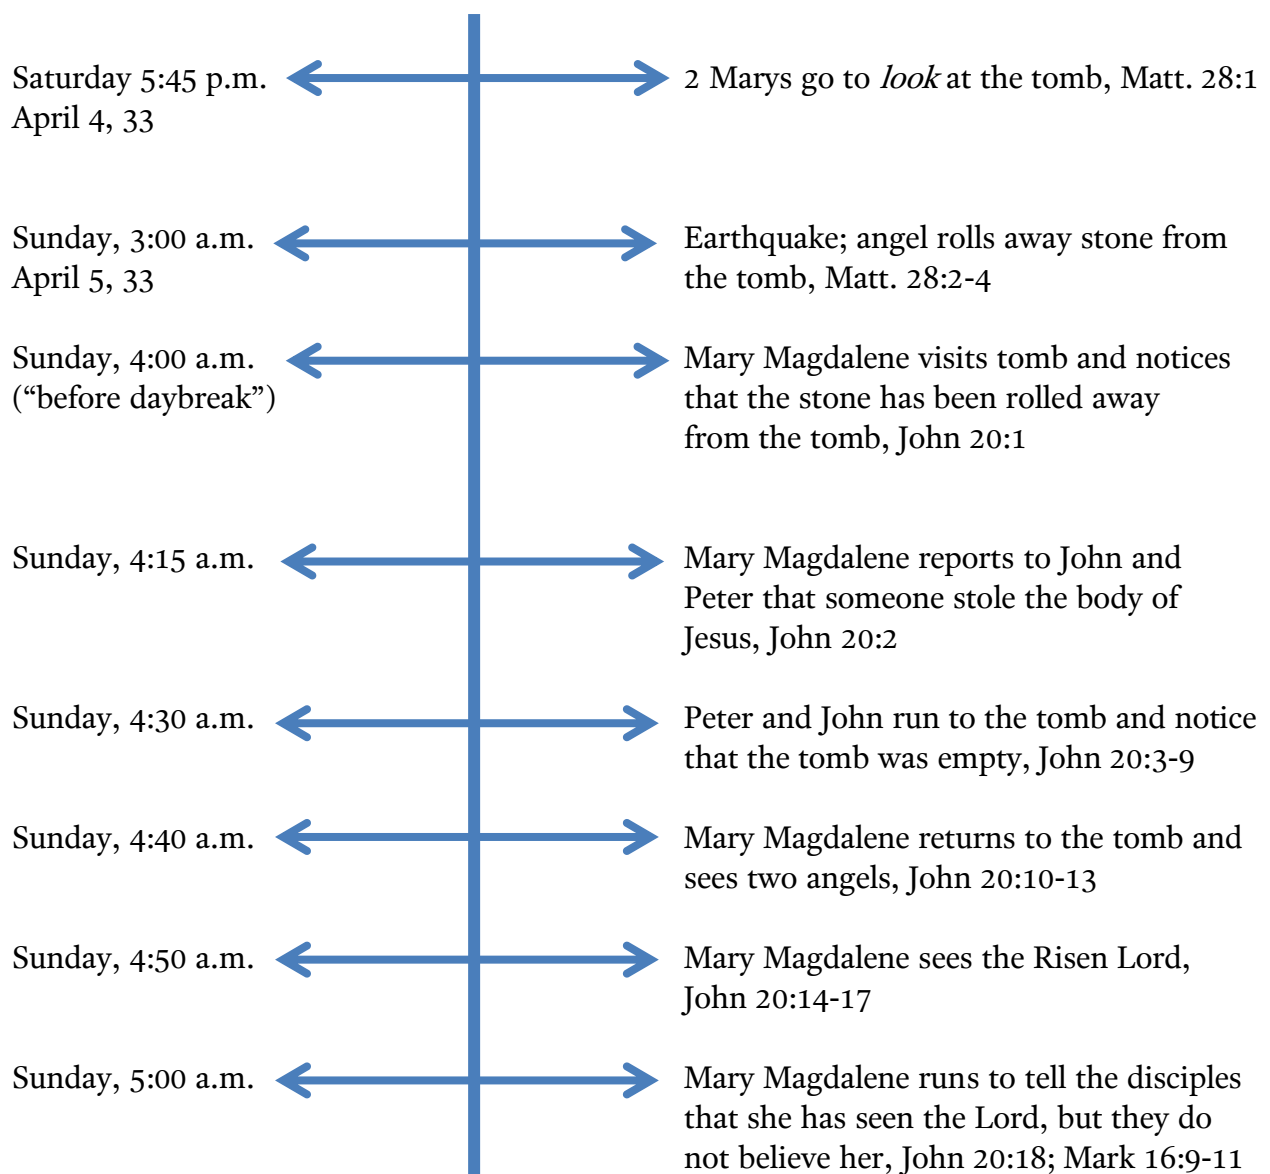 Saturday 5:45 p.m.
April 4, 33
2 Marys go to look at the tomb, Matt. 28:1
Sunday, 3:00 a.m.
April 5, 33
Earthquake; angel rolls away stone from
the tomb, Matt. 28:2-4
Sunday, 4:00 a.m.
(“before daybreak”)
Mary Magdalene visits tomb and notices
that the stone has been rolled away
from the tomb, John 20:1
Sunday, 4:15 a.m.
Mary Magdalene reports to John and
Peter that someone stole the body of
Jesus, John 20:2
Sunday, 4:30 a.m.
Peter and John run to the tomb and notice
that the tomb was empty, John 20:3-9
Sunday, 4:40 a.m.
Mary Magdalene returns to the tomb and
sees two angels, John 20:10-13
Sunday, 4:50 a.m.
Mary Magdalene sees the Risen Lord,
John 20:14-17
Sunday, 5:00 a.m.
Mary Magdalene runs to tell the disciples
that she has seen the Lord, but they do
not believe her, John 20:18; Mark 16:9-11